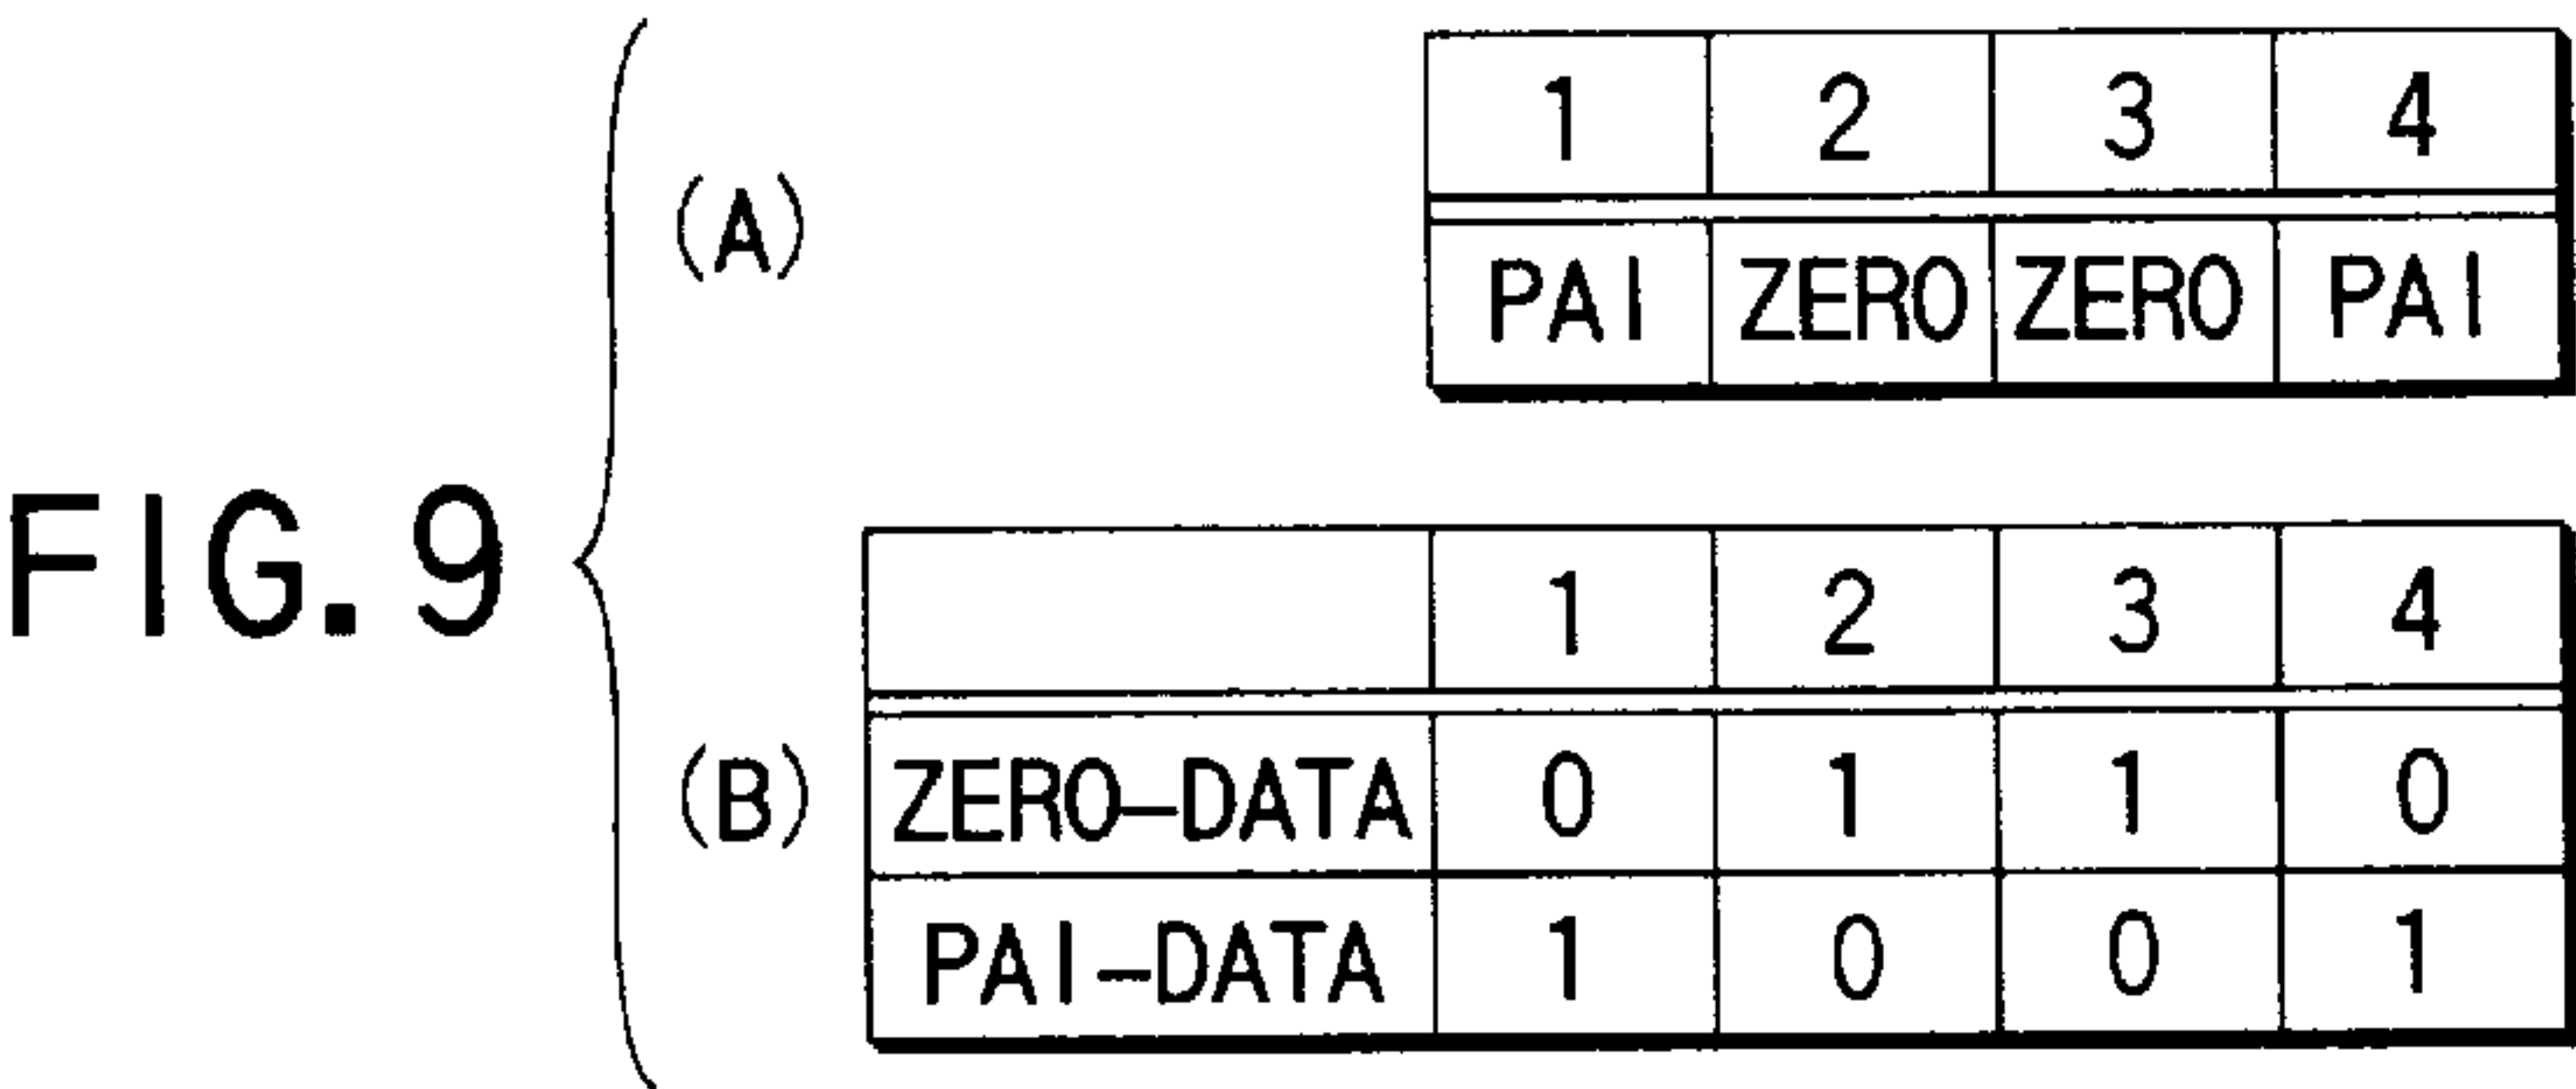 FIG. 9
(A)
1 2 3 4
PAI ZERO ZERO PAI
(B)
1 2 3 4
ZERO-DATA 0 1 1 0
PAI-DATA 1 0 0 1